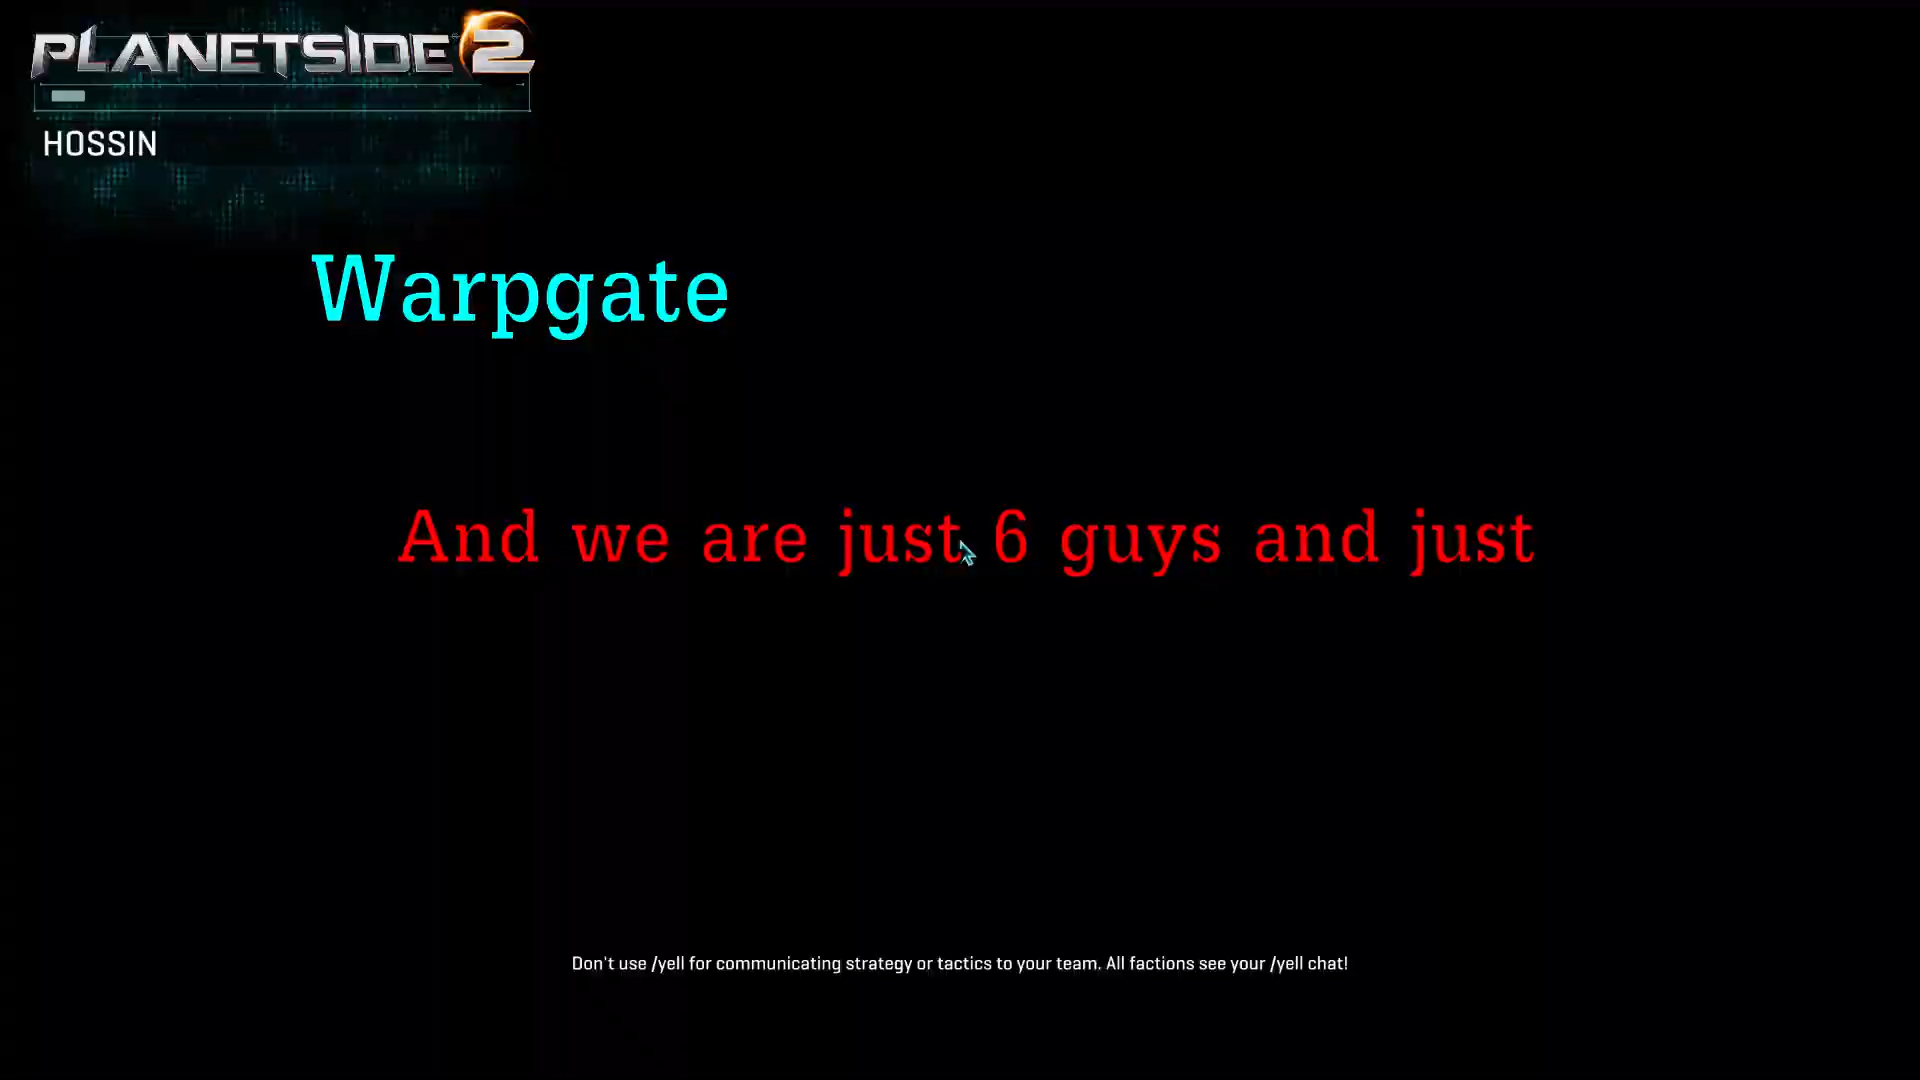 PLANETSIDE 2
HOSSIN
Warpgate
And we are just 6 guys and just
Don't use /yell for communicating strategy or tactics to your team. All factions see your /yell chat!